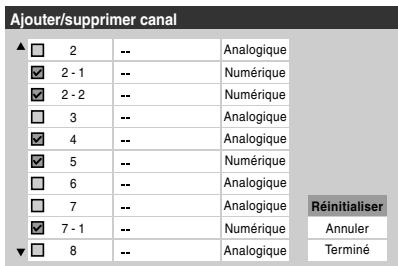 Ajouter/supprimer canal
2 -- Analogique
2 - 1 -- Numérique
2 - 2 -- Numérique
3 -- Analogique
4 -- Analogique
5 -- Numérique
6 -- Analogique
7 -- Analogique Réinitialiser
7 - 1 -- Numérique Annuler
8 -- Analogique Terminé